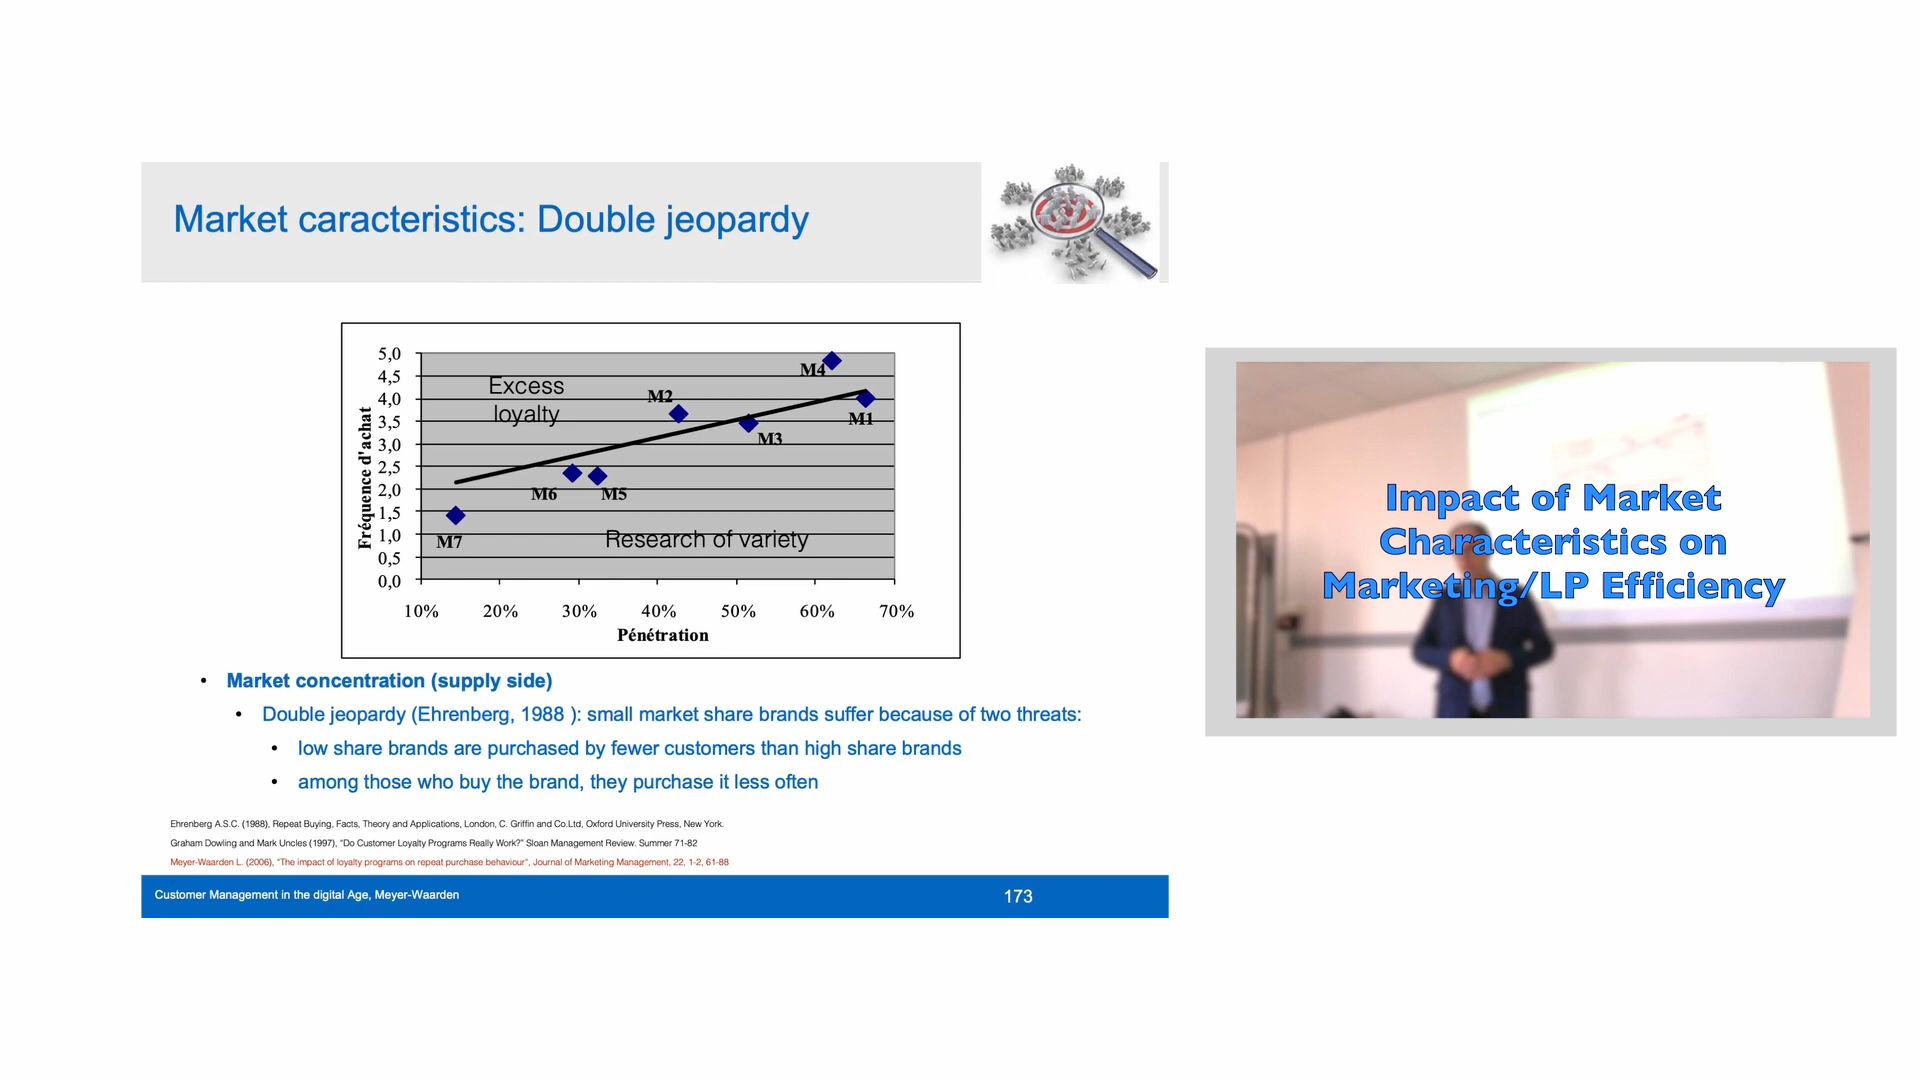 Market caracteristics: Double jeopardy
5,0
4,5
4,0
3,5
3,0
2,5
2,0
1,5
1,0
0,5
0,0
Fréquence d'achat
Excess
loyalty
M4
M2
M1
M3
M6
M5
M7
Research of variety
10% 20% 30% 40% 50% 60% 70%
Pénétration
• Market concentration (supply side)
• Double jeopardy (Ehrenberg, 1988 ): small market share brands suffer because of two threats:
• low share brands are purchased by fewer customers than high share brands
• among those who buy the brand, they purchase it less often
Ehrenberg A.S.C. (1988), Repeat Buying, Facts, Theory and Applications, London, C. Griffin and Co.Ltd, Oxford University Press, New York.
Graham Dowling and Mark Uncles (1997), "Do Customer Loyalty Programs Really Work?" Sloan Management Review. Summer 71-82
Meyer-Waarden L. (2006), "The impact of loyalty programs on repeat purchase behaviour", Journal of Marketing Management, 22, 1-2, 61-88
Customer Management in the digital Age, Meyer-Waarden
173
Impact of Market
Characteristics on
Marketing/LP Efficiency